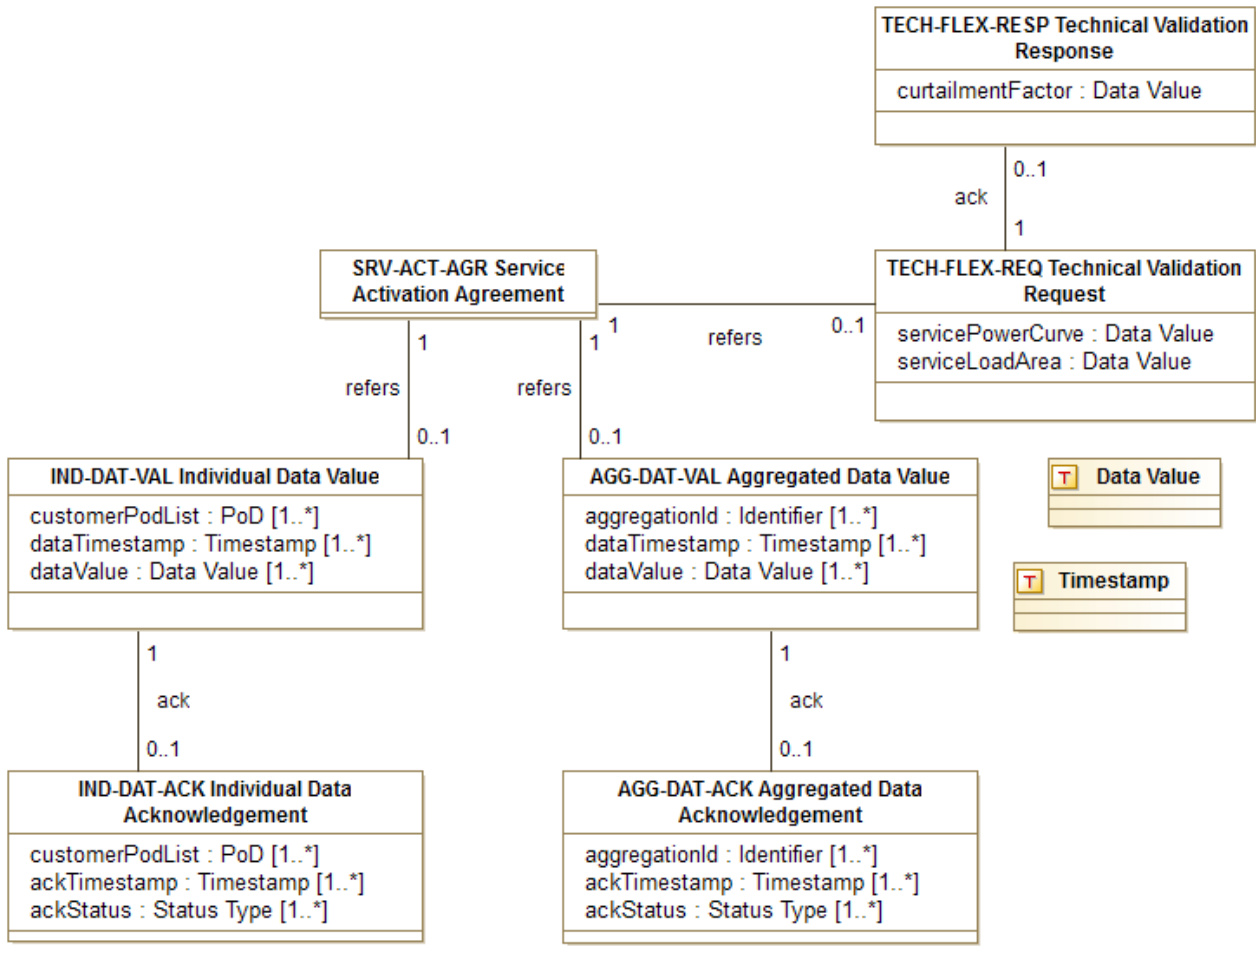 TECH-FLEX-RESP Technical Validation
Response
curtailmentFactor : Data Value
0..1
ack
1
SRV-ACT-AGR Service
Activation Agreement
TECH-FLEX-REQ Technical Validation
Request
servicePowerCurve : Data Value
serviceLoadArea : Data Value
1
refers
0..1
1
refers
0..1
1
refers
0..1
IND-DAT-VAL Individual Data Value
customerPodList : PoD [1..*]
dataTimestamp : Timestamp [1..*]
dataValue : Data Value [1..*]
AGG-DAT-VAL Aggregated Data Value
aggregationId : Identifier [1..*]
dataTimestamp : Timestamp [1..*]
dataValue : Data Value [1..*]
T Data Value
T Timestamp
1
ack
0..1
1
ack
0..1
IND-DAT-ACK Individual Data
Acknowledgement
customerPodList : PoD [1..*]
ackTimestamp : Timestamp [1..*]
ackStatus : Status Type [1..*]
AGG-DAT-ACK Aggregated Data
Acknowledgement
aggregationId : Identifier [1..*]
ackTimestamp : Timestamp [1..*]
ackStatus : Status Type [1..*]